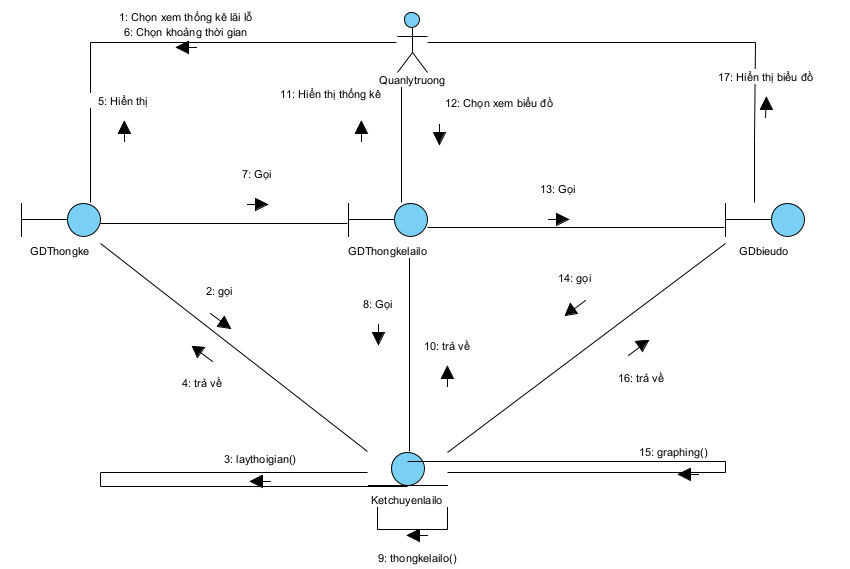 1: Chọn xem thống kê lãi lỗ
6: Chọn khoảng thời gian
Quanlytruong
17: Hiển thị biểu đồ
5: Hiển thị
11: Hiển thị thống kê
12: Chọn xem biểu đồ
7: Gọi
13: Gọi
GDThongke
GDThongkelailo
GDbieudo
2: gọi
8: Gọi
14: gọi
4: trả về
10: trả về
16: trả về
3: laythoigian()
15: graphing()
Ketchuyenlailo
9: thongkelailo()